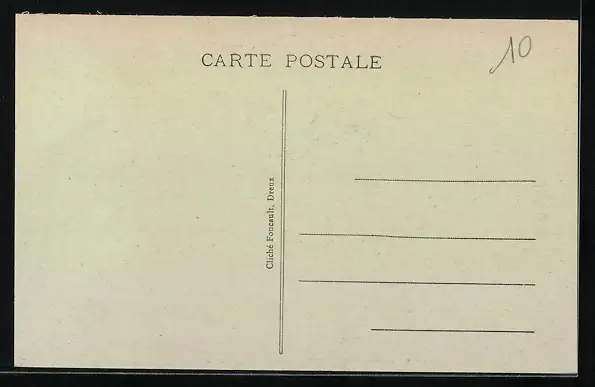 CARTE POSTALE
10
Cliché Foucault, Dreux